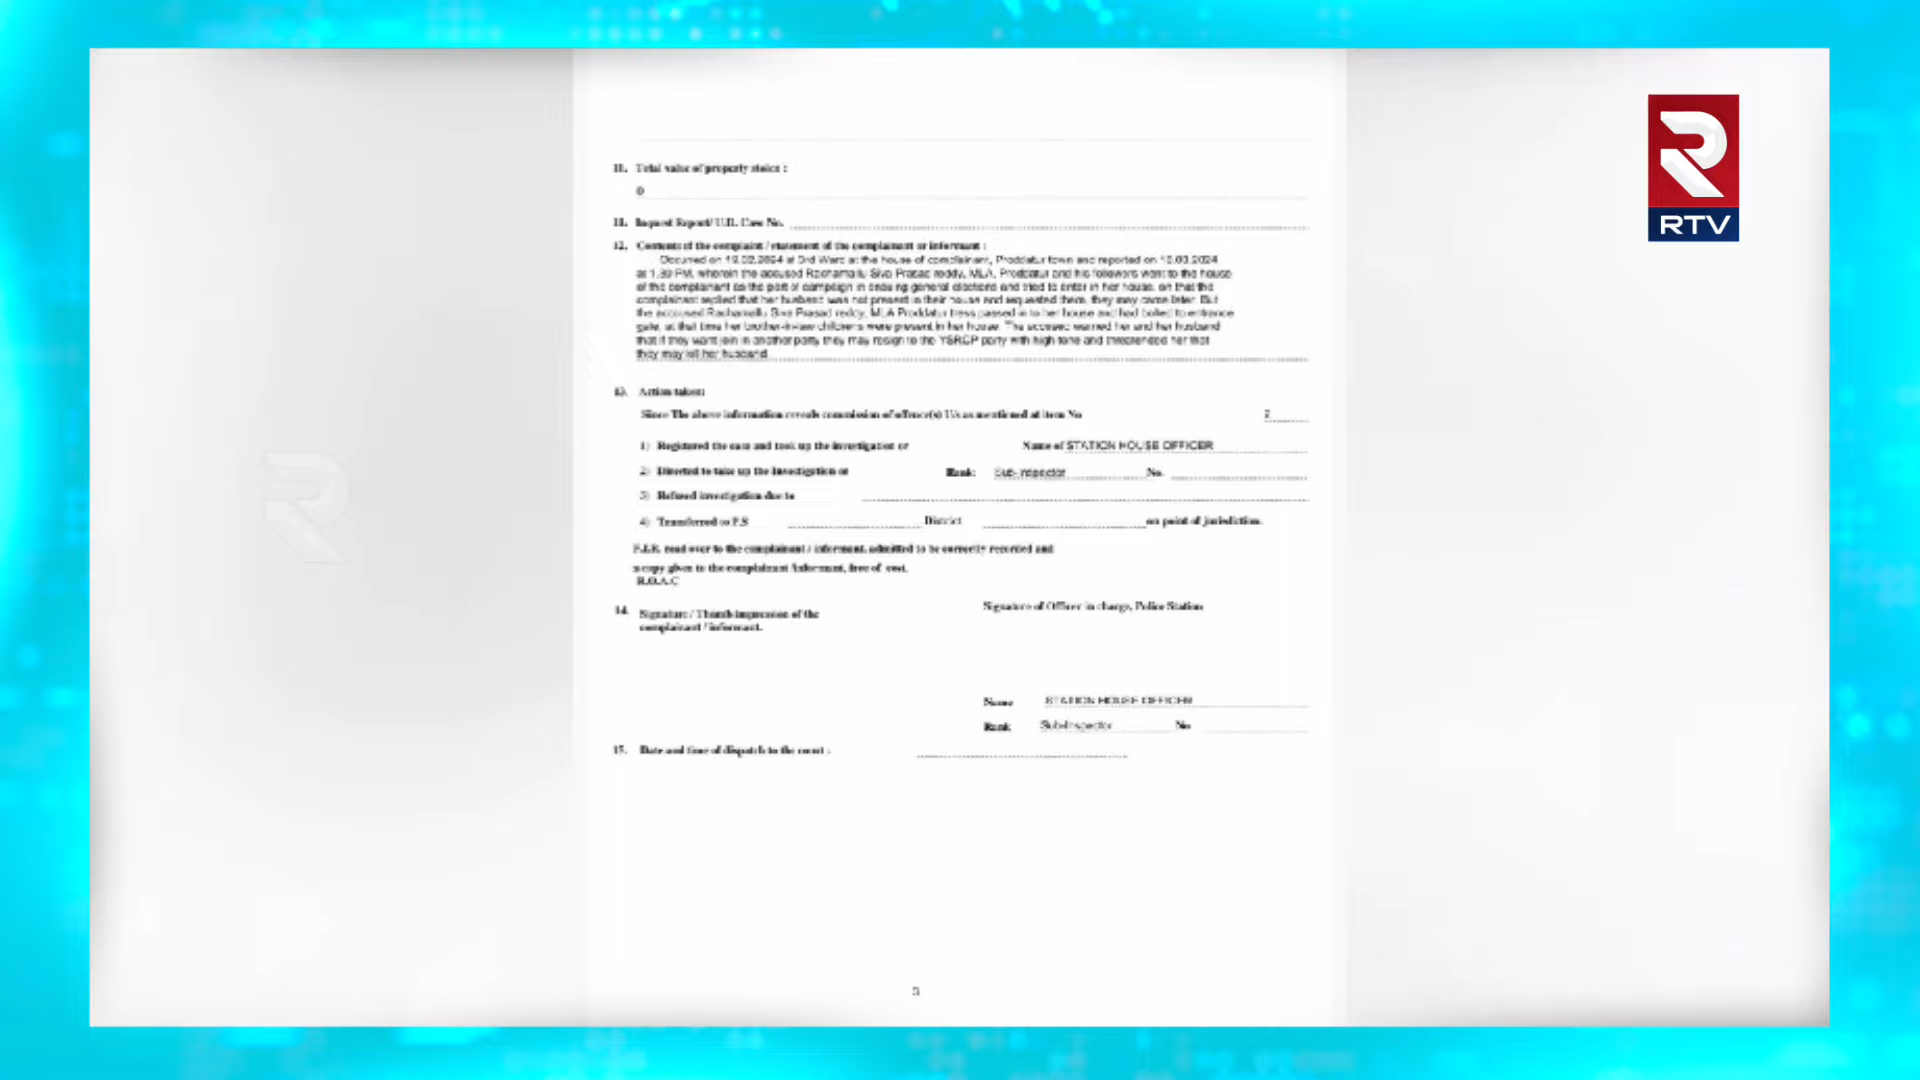 RTV
10. Total value of property stolen :
0
11. Inquest Report/ U.D. Case No.
12. Contents of the complaint / statement of the complainant or informant :
Occured on at 3rd Ward at the house of complainant, Proddatur town and reported on
at 1.30 PM, wherein the accused Rachamallu Siva Prasad reddy, MLA, Proddatur and his followers went to the house
of the complainant as the part of campaign in ensuing general elections and tried to enter in her house, on that the
complainant replied that her husband was not present in their house and requested them, they may came later. But
the accused Rachamallu Siva Prasad reddy, MLA Proddatur tress passed in to her house and had bolted to entrance
gate, at that time her brother-in-law childrens were present in her house. The accused warned her and her husband
that if they want join in another party they may resign to the YSRCP party with high tone and threatended her that
they may kill her husband.
13. Action taken:
Since The above information reveals commission of offence(s) U/s as mentioned at item No 2
1) Registered the case and took up the investigation or Name of STATION HOUSE OFFICER
2) Directed to take up the Investigation or Rank: Sub-Inspector No.
3) Refused investigation due to
4) Transferred to P.S District on point of jurisdiction.
F.I.R. read over to the complainant / informant, admitted to be correctly recorded and
a copy given to the complainant /informant, free of cost.
R.O.A.C
14. Signature / Thumb impression of the
complainant / informant.
Signature of Officer in charge, Police Station
Name STATION HOUSE OFFICER
Rank Sub-Inspector No
15. Date and time of dispatch to the court :
3